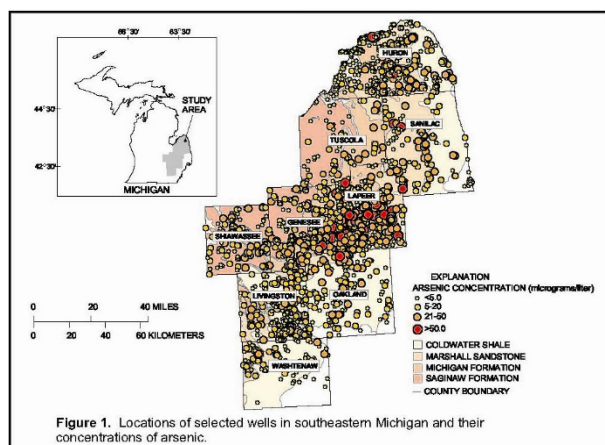 86°30' 83°30'
44°30'
STUDY
AREA
42°30'
MICHIGAN
HURON
SANILAC
TUSCOLA
LAPEER
GENESEE
SHIAWASSEE
LIVINGSTON
OAKLAND
WASHTENAW
0 20 40 MILES
0 20 40 60 KILOMETERS
EXPLANATION
ARSENIC CONCENTRATION (micrograms/liter)
<5.0
5-20
21-50
>50.0
COLDWATER SHALE
MARSHALL SANDSTONE
MICHIGAN FORMATION
SAGINAW FORMATION
COUNTY BOUNDARY
Figure 1. Locations of selected wells in southeastern Michigan and their
concentrations of arsenic.